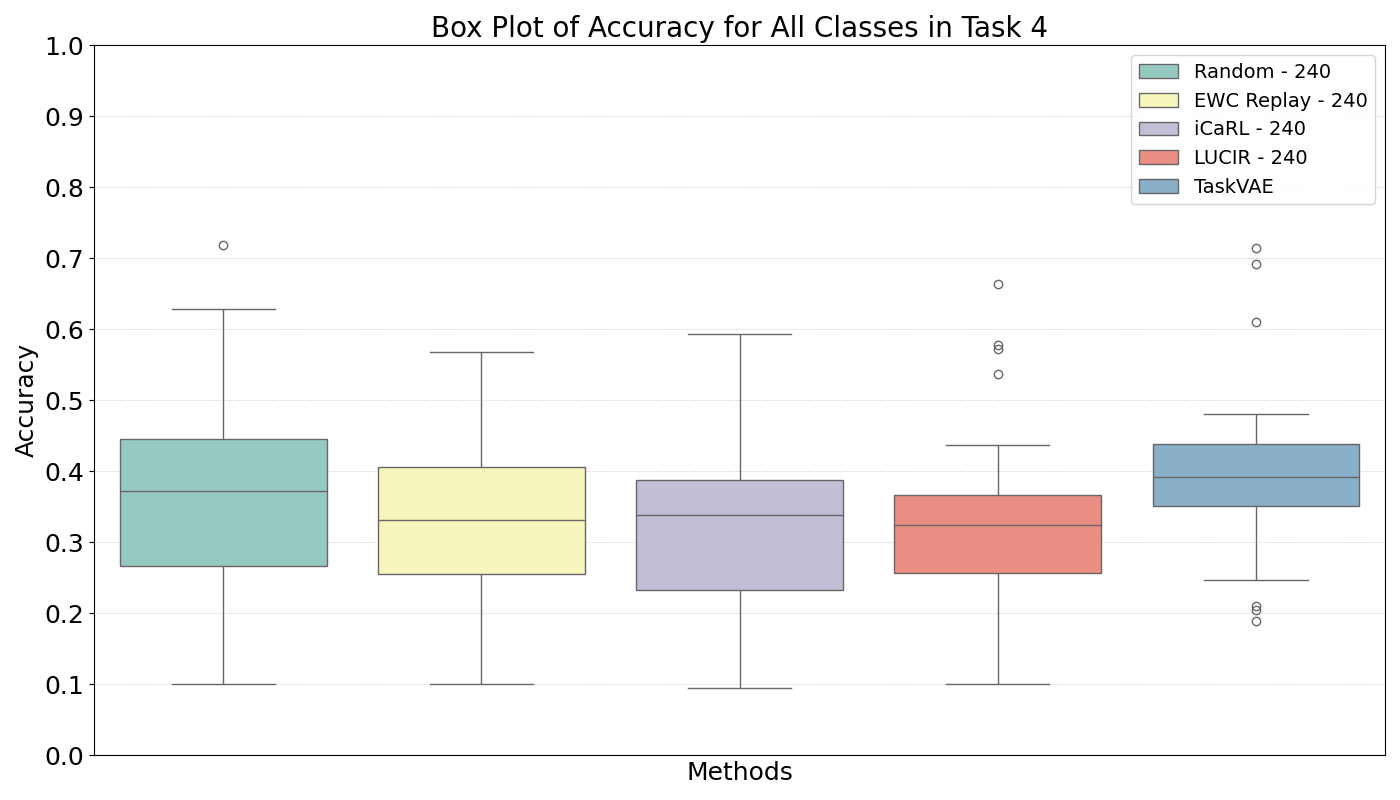 Box Plot of Accuracy for All Classes in Task 4
1.0
0.9
0.8
0.7
0.6
0.5
0.4
0.3
0.2
0.1
0.0
Accuracy
Methods
Random - 240
EWC Replay - 240
iCaRL - 240
LUCIR - 240
TaskVAE